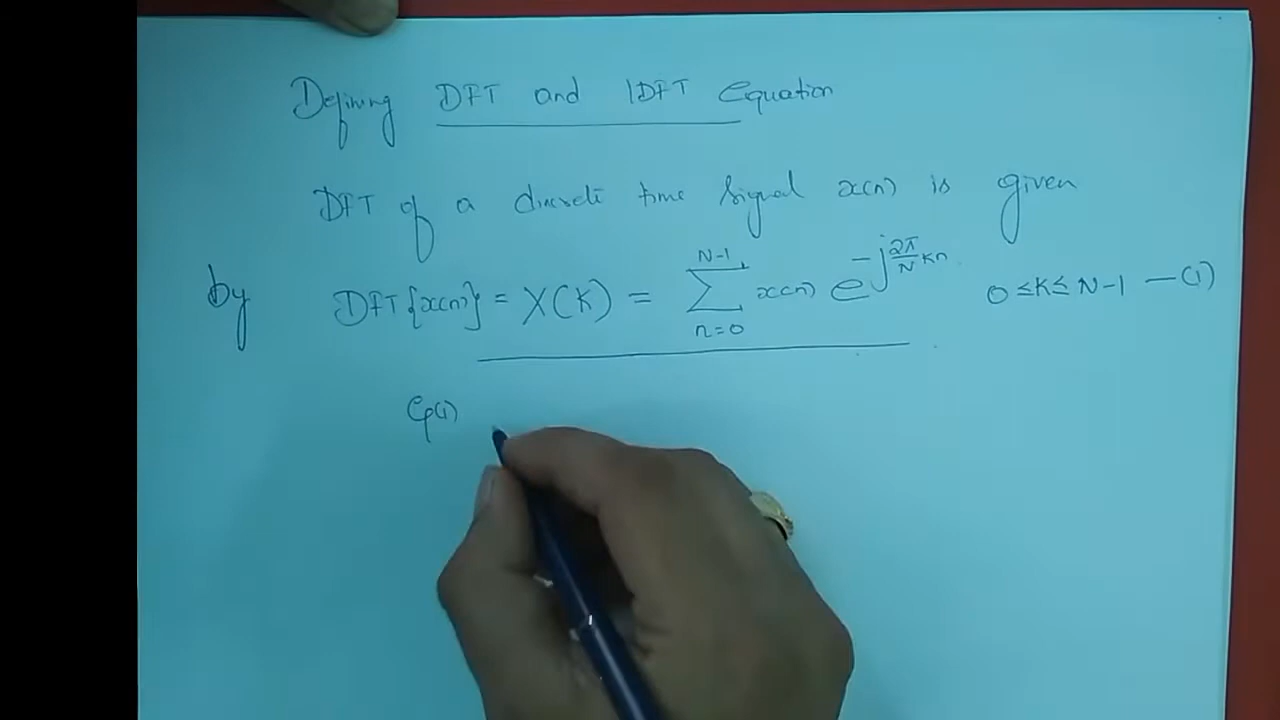 Defining DFT and IDFT Equation
DFT of a discrete time signal x(n) is given
by DFT{x(n)} = X(K) = N-1 Σ n=0 x(n) e^-j 2π/N Kn 0 ≤ K ≤ N-1 — (1)
Eq(1)